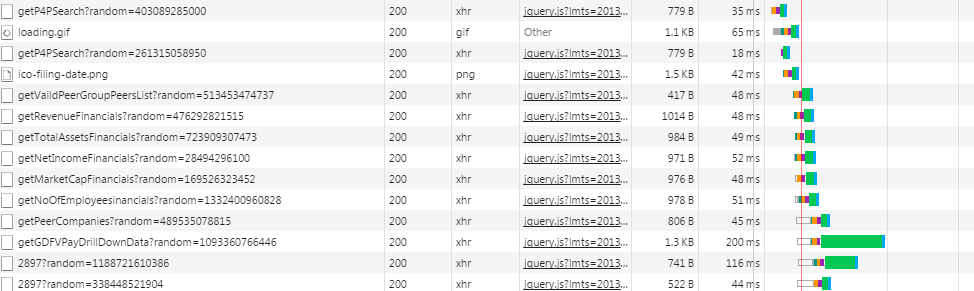 getP4PSearch?random=403089285000 200 xhr jquery.js?lmts=2013... 779 B 35 ms
loading.gif 200 gif Other 1.1 KB 65 ms
getP4PSearch?random=261315058950 200 xhr jquery.js?lmts=2013... 779 B 18 ms
ico-filing-date.png 200 png jquery.js?lmts=2013... 1.5 KB 42 ms
getVaildPeerGroupPeersList?random=513453474737 200 xhr jquery.js?lmts=2013... 417 B 48 ms
getRevenueFinancials?random=476292821515 200 xhr jquery.js?lmts=2013... 1014 B 48 ms
getTotalAssetsFinancials?random=723909307473 200 xhr jquery.js?lmts=2013... 984 B 49 ms
getNetIncomeFinancials?random=28494296100 200 xhr jquery.js?lmts=2013... 971 B 52 ms
getMarketCapFinancials?random=169526323452 200 xhr jquery.js?lmts=2013... 976 B 48 ms
getNoOfEmployeesinancials?random=1332400960828 200 xhr jquery.js?lmts=2013... 978 B 51 ms
getPeerCompanies?random=489535078815 200 xhr jquery.js?lmts=2013... 806 B 45 ms
getGDFVPayDrillDownData?random=1093360766446 200 xhr jquery.js?lmts=2013... 1.3 KB 200 ms
2897?random=1188721610386 200 xhr jquery.js?lmts=2013... 741 B 116 ms
2897?random=338448521904 200 xhr jquery.js?lmts=2013... 522 B 44 ms